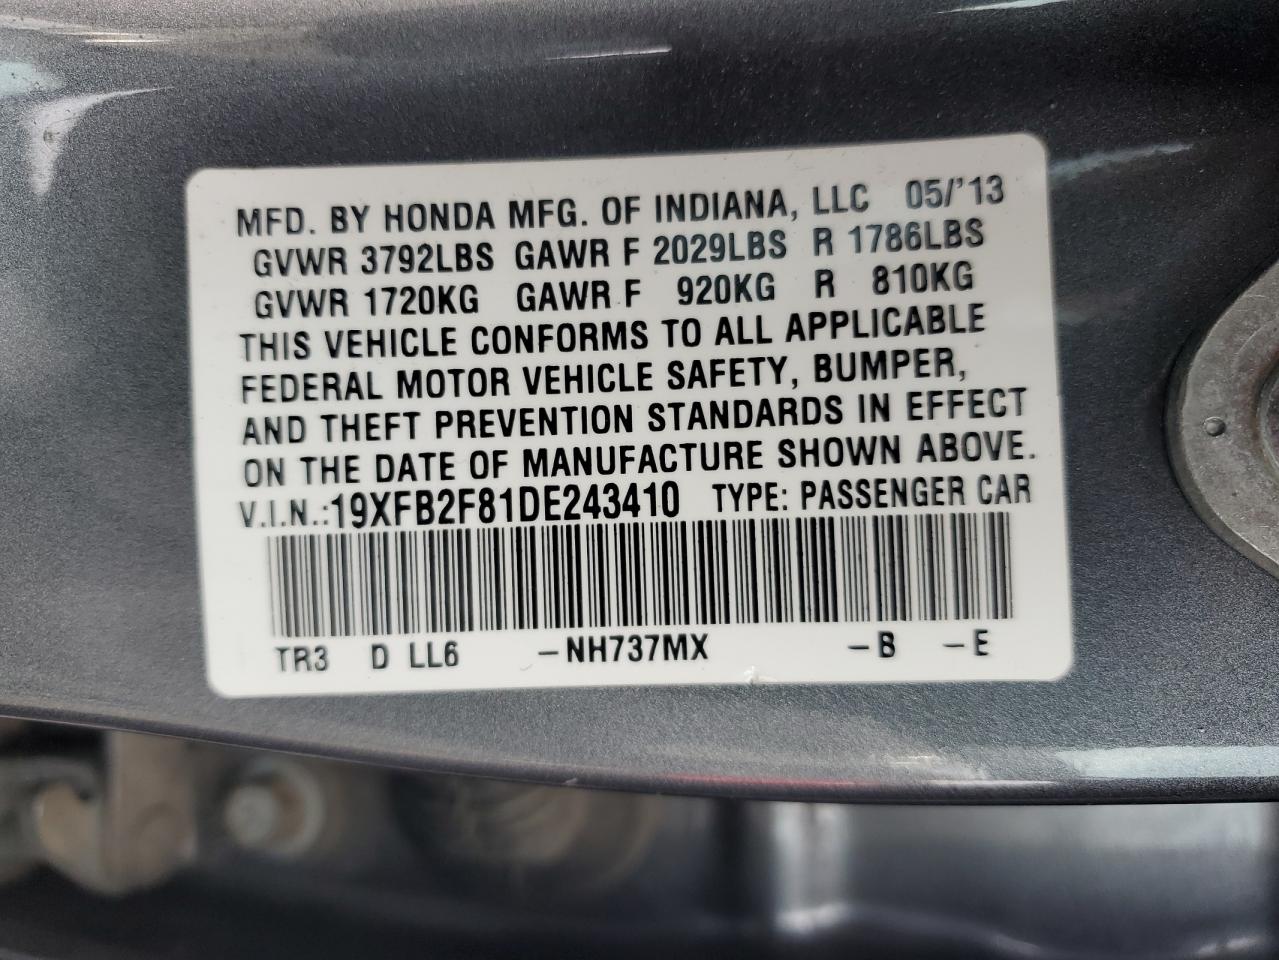 MFD. BY HONDA MFG. OF INDIANA, LLC 05/'13
GVWR 3792LBS GAWR F 2029LBS R 1786LBS
GVWR 1720KG GAWR F 920KG R 810KG
THIS VEHICLE CONFORMS TO ALL APPLICABLE
FEDERAL MOTOR VEHICLE SAFETY, BUMPER,
AND THEFT PREVENTION STANDARDS IN EFFECT
ON THE DATE OF MANUFACTURE SHOWN ABOVE.
V.I.N.:19XFB2F81DE243410 TYPE: PASSENGER CAR
TR3 D LL6 -NH737MX -B -E